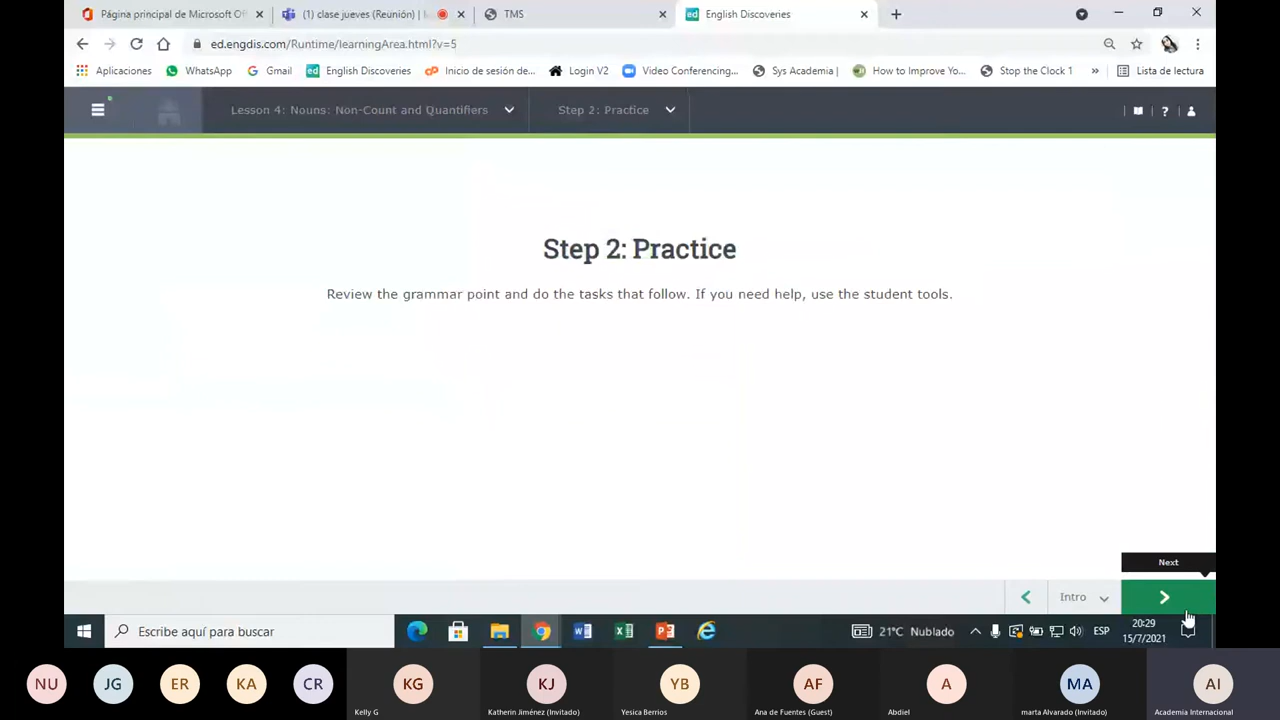 Página principal de Microsoft Of
(1) clase jueves (Reunión) |
TMS
English Discoveries
ed.engdis.com/Runtime/learningArea.html?v=5
Aplicaciones
WhatsApp
Gmail
English Discoveries
Inicio de sesión de...
Login V2
Video Conferencing...
Sys Academia |
How to Improve Yo...
Stop the Clock 1
»
Lista de lectura
Lesson 4: Nouns: Non-Count and Quantifiers
Step 2: Practice
?
Step 2: Practice
Review the grammar point and do the tasks that follow. If you need help, use the student tools.
Next
Intro
Escribe aquí para buscar
21°C Nublado
ESP
20:29
15/7/2021
NU
JG
ER
KA
CR
KG
Kelly G
KJ
Katherin Jiménez (Invitado)
YB
Yesica Berrios
AF
Ana de Fuentes (Guest)
A
Abdiel
MA
marta Alvarado (Invitado)
AI
Academia Internacional